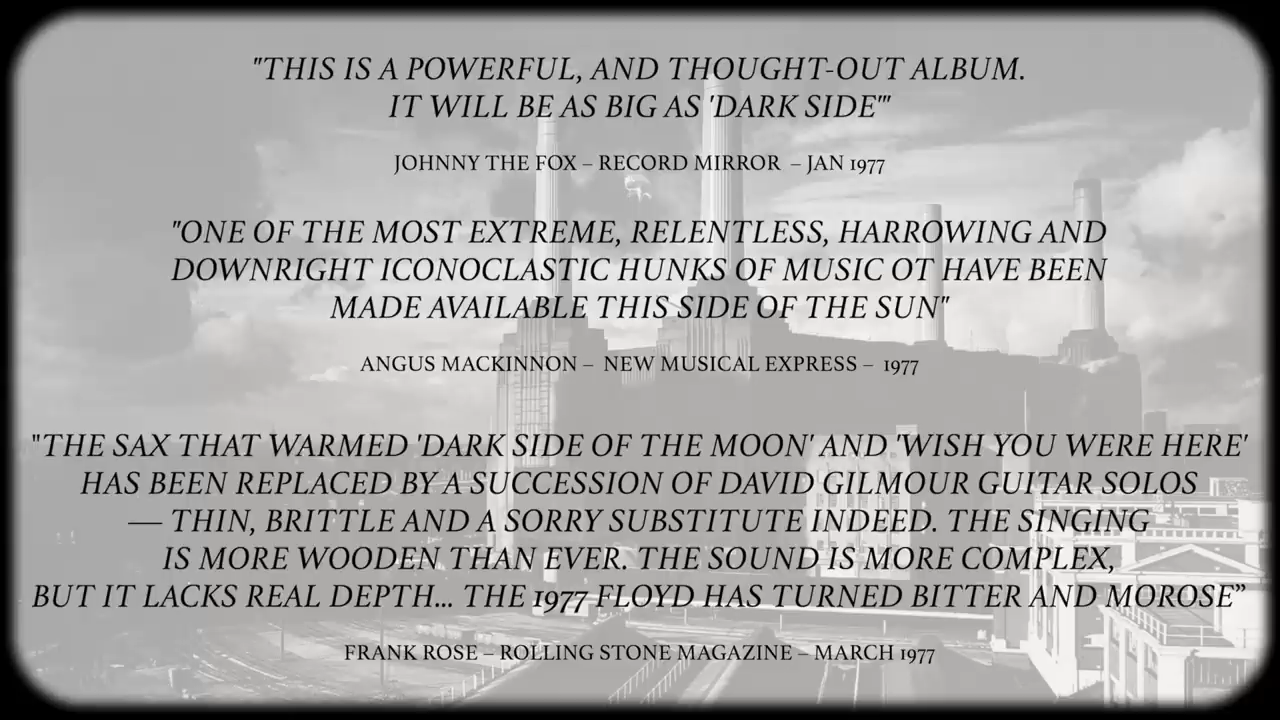 "THIS IS A POWERFUL, AND THOUGHT-OUT ALBUM.
IT WILL BE AS BIG AS 'DARK SIDE'"
JOHNNY THE FOX – RECORD MIRROR – JAN 1977
"ONE OF THE MOST EXTREME, RELENTLESS, HARROWING AND
DOWNRIGHT ICONOCLASTIC HUNKS OF MUSIC OT HAVE BEEN
MADE AVAILABLE THIS SIDE OF THE SUN"
ANGUS MACKINNON – NEW MUSICAL EXPRESS – 1977
"THE SAX THAT WARMED 'DARK SIDE OF THE MOON' AND 'WISH YOU WERE HERE'
HAS BEEN REPLACED BY A SUCCESSION OF DAVID GILMOUR GUITAR SOLOS
— THIN, BRITTLE AND A SORRY SUBSTITUTE INDEED. THE SINGING
IS MORE WOODEN THAN EVER. THE SOUND IS MORE COMPLEX,
BUT IT LACKS REAL DEPTH... THE 1977 FLOYD HAS TURNED BITTER AND MOROSE”
FRANK ROSE – ROLLING STONE MAGAZINE – MARCH 1977